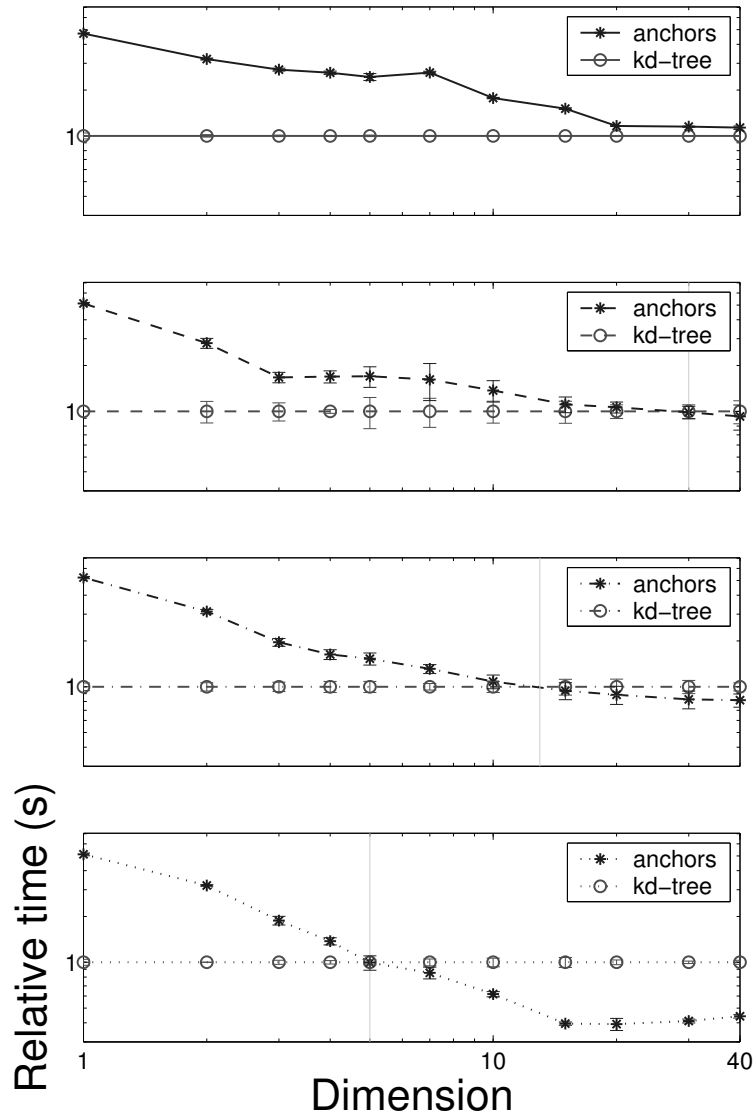 anchors
kd-tree
1
anchors
kd-tree
1
anchors
kd-tree
1
anchors
kd-tree
1
1
10
40
Relative time (s)
Dimension